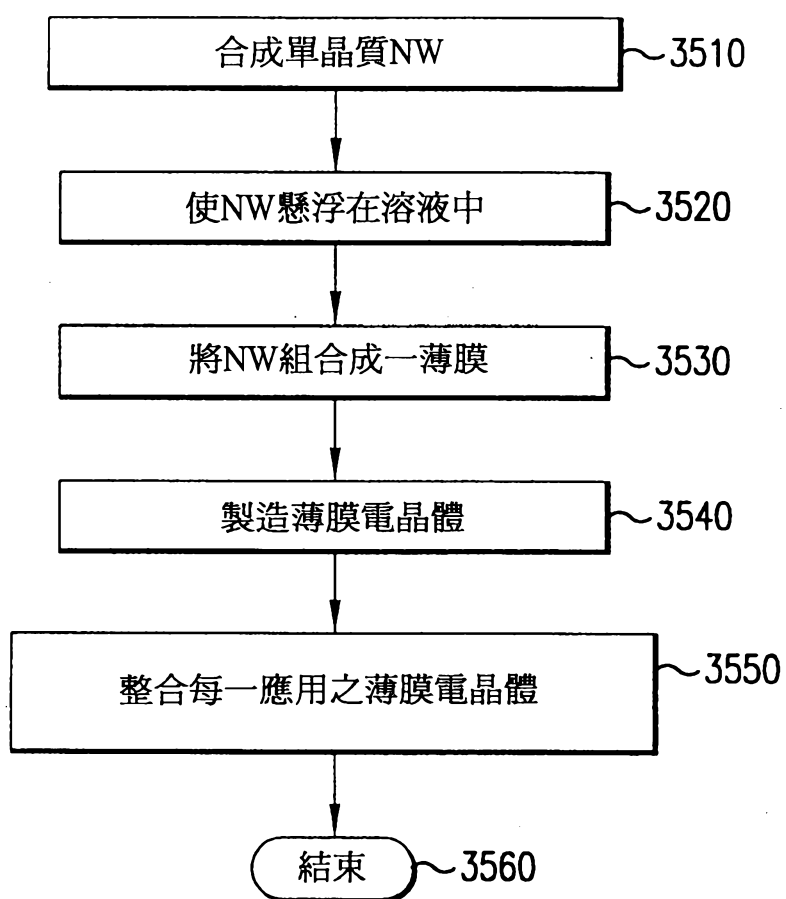 合成單晶質NW 3510
使NW懸浮在溶液中 3520
將NW組合成一薄膜 3530
製造薄膜電晶體 3540
整合每一應用之薄膜電晶體 3550
結束 3560